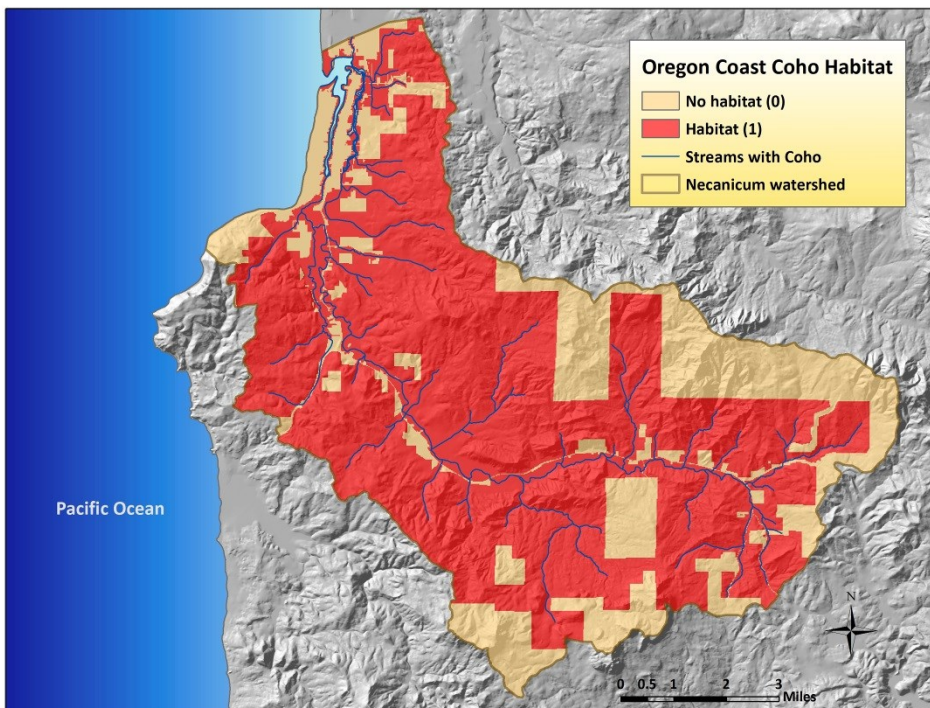 Oregon Coast Coho Habitat
No habitat (0)
Habitat (1)
Streams with Coho
Necanicum watershed
Pacific Ocean
N
0 0.5 1 2 3
Miles